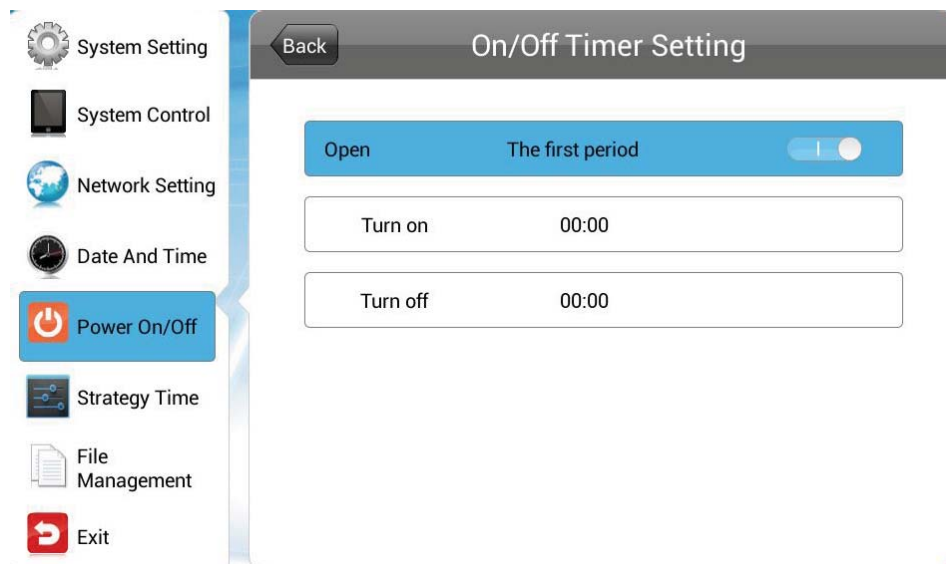 System Setting
System Control
Network Setting
Date And Time
Power On/Off
Strategy Time
File
Management
Exit
Back
On/Off Timer Setting
Open The first period
Turn on 00:00
Turn off 00:00